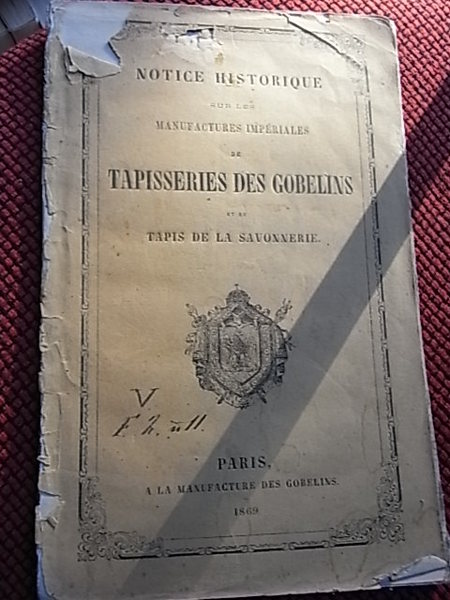 NOTICE HISTORIQUE
SUR LES
MANUFACTURES IMPÉRIALES
DE
TAPISSERIES DES GOBELINS
ET DE
TAPIS DE LA SAVONNERIE.
V
PARIS,
A LA MANUFACTURE DES GOBELINS.
1869